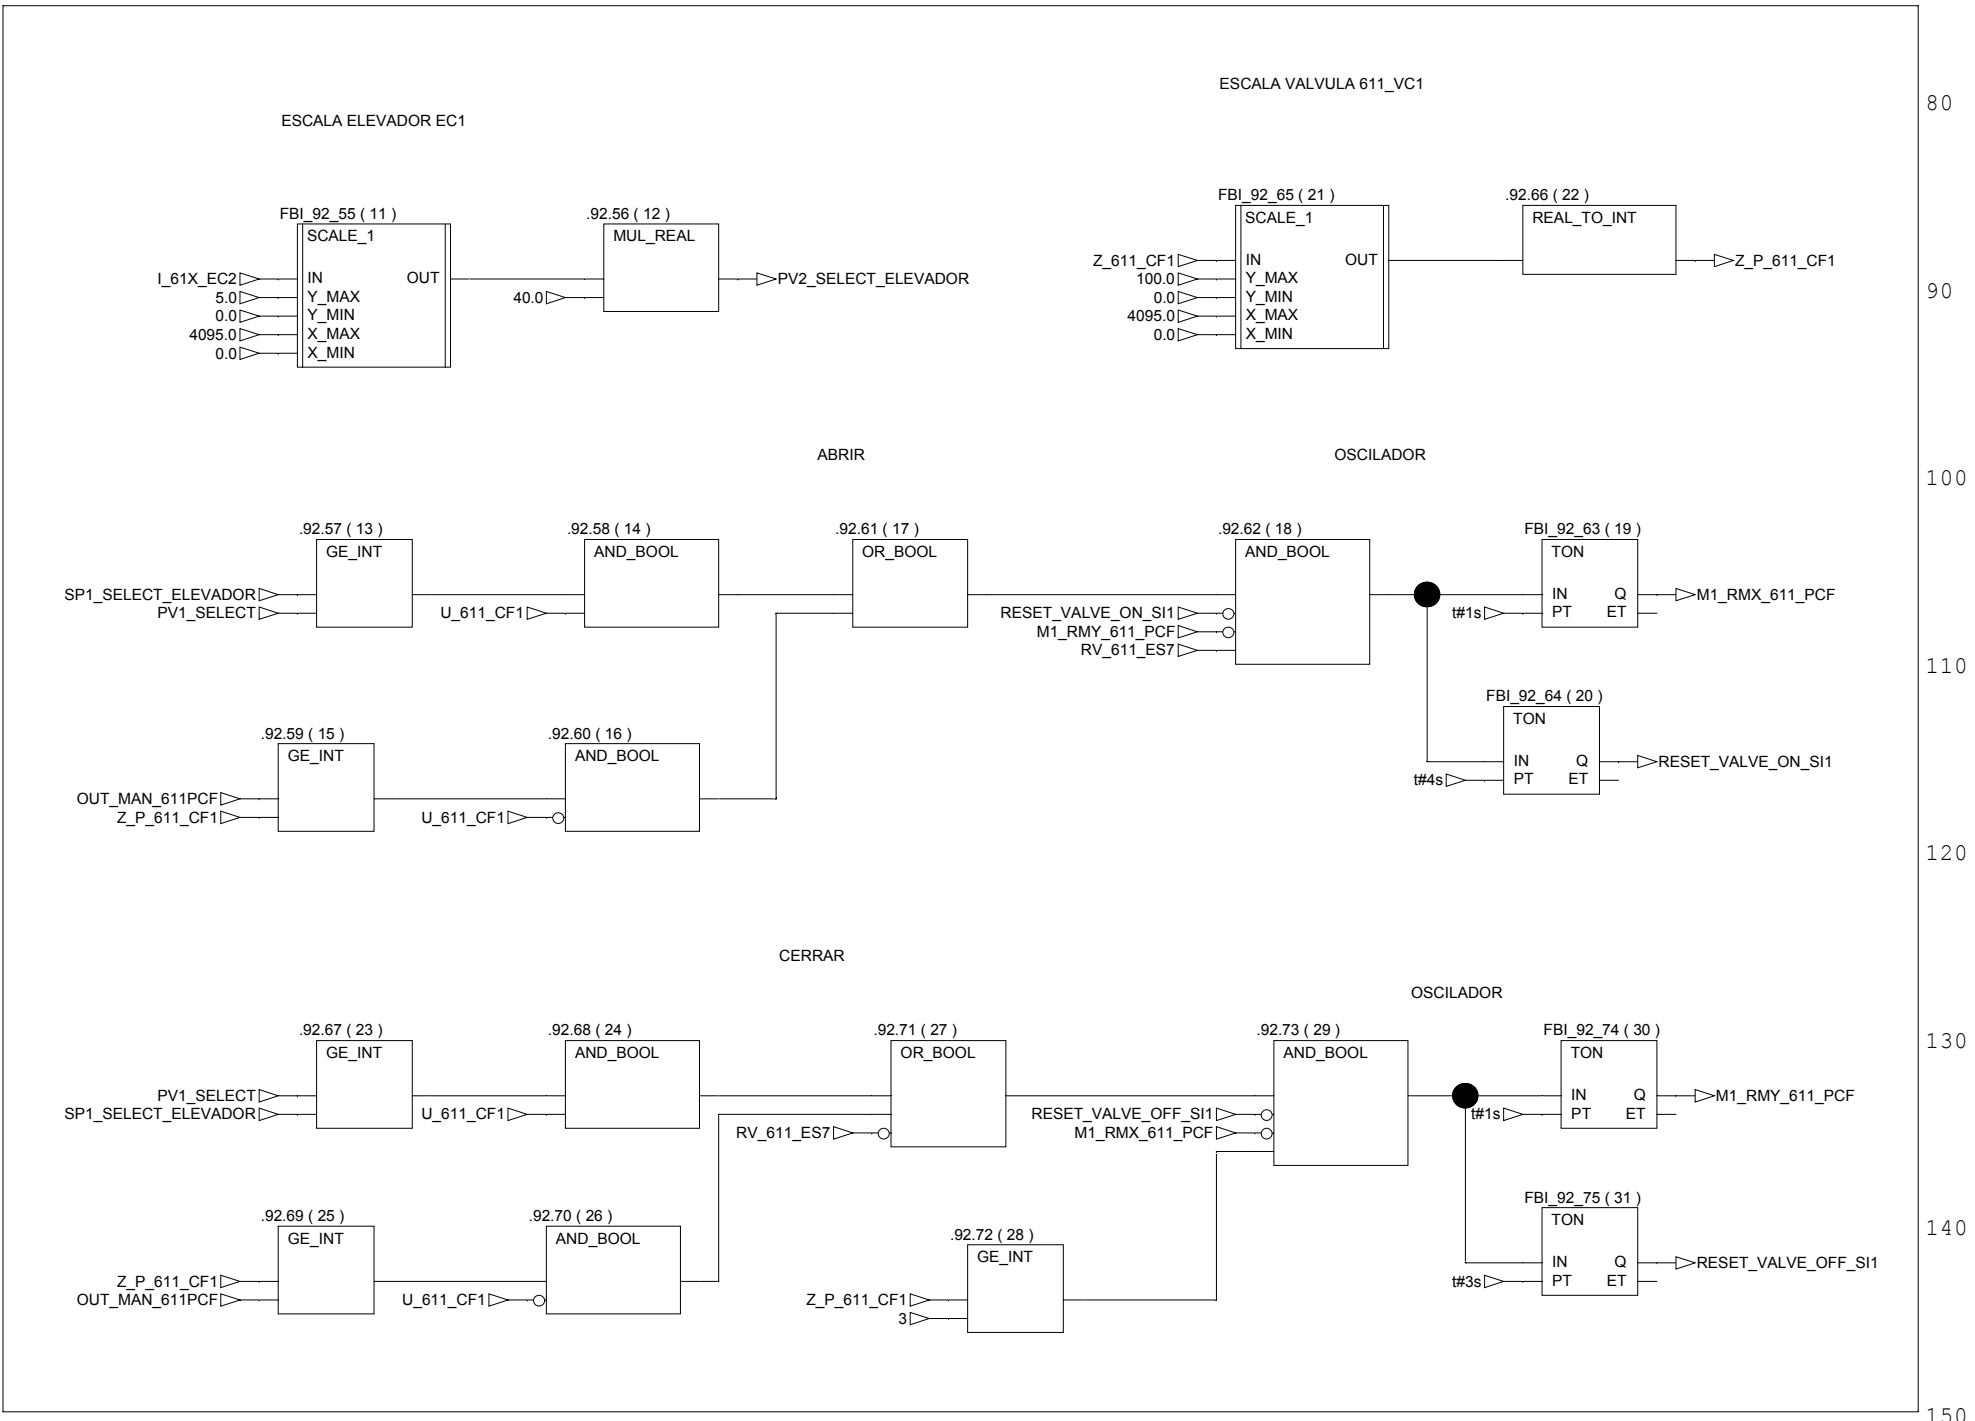 ESCALA VALVULA 611_VC1
80
ESCALA ELEVADOR EC1
FBI_92_55 ( 11 )
SCALE_1
I_61X_EC2
IN
OUT
5.0
Y_MAX
0.0
Y_MIN
4095.0
X_MAX
0.0
X_MIN
.92.56 ( 12 )
MUL_REAL
40.0
PV2_SELECT_ELEVADOR
FBI_92_65 ( 21 )
SCALE_1
Z_611_CF1
IN
OUT
100.0
Y_MAX
0.0
Y_MIN
4095.0
X_MAX
0.0
X_MIN
.92.66 ( 22 )
REAL_TO_INT
Z_P_611_CF1
90
ABRIR
OSCILADOR
100
.92.57 ( 13 )
GE_INT
SP1_SELECT_ELEVADOR
PV1_SELECT
.92.58 ( 14 )
AND_BOOL
U_611_CF1
.92.61 ( 17 )
OR_BOOL
.92.62 ( 18 )
AND_BOOL
RESET_VALVE_ON_SI1
M1_RMY_611_PCF
RV_611_ES7
FBI_92_63 ( 19 )
TON
IN
Q
t#1s
PT
ET
M1_RMX_611_PCF
110
FBI_92_64 ( 20 )
TON
IN
Q
t#4s
PT
ET
RESET_VALVE_ON_SI1
.92.59 ( 15 )
GE_INT
OUT_MAN_611PCF
Z_P_611_CF1
.92.60 ( 16 )
AND_BOOL
U_611_CF1
120
CERRAR
OSCILADOR
.92.67 ( 23 )
GE_INT
PV1_SELECT
SP1_SELECT_ELEVADOR
.92.68 ( 24 )
AND_BOOL
U_611_CF1
.92.71 ( 27 )
OR_BOOL
RV_611_ES7
.92.73 ( 29 )
AND_BOOL
RESET_VALVE_OFF_SI1
M1_RMX_611_PCF
FBI_92_74 ( 30 )
TON
IN
Q
t#1s
PT
ET
M1_RMY_611_PCF
130
.92.69 ( 25 )
GE_INT
Z_P_611_CF1
OUT_MAN_611PCF
.92.70 ( 26 )
AND_BOOL
U_611_CF1
.92.72 ( 28 )
GE_INT
Z_P_611_CF1
3
FBI_92_75 ( 31 )
TON
IN
Q
t#3s
PT
ET
RESET_VALVE_OFF_SI1
140
150